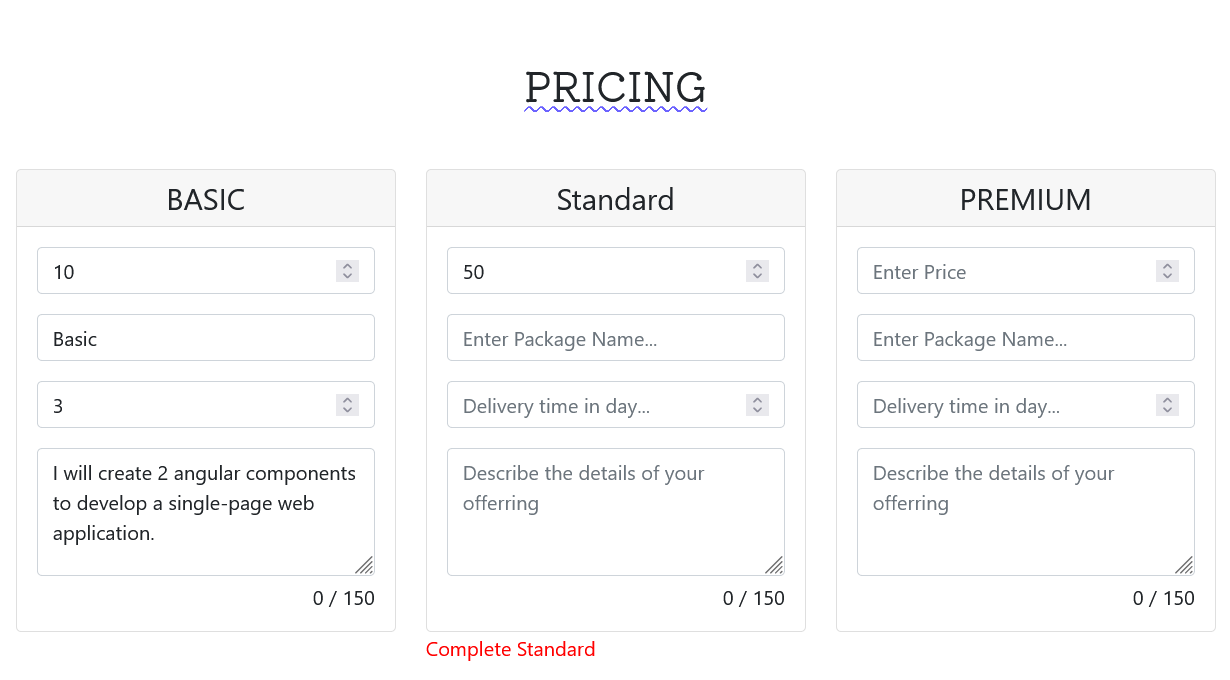 PRICING
BASIC
10
Basic
3
I will create 2 angular components
to develop a single-page web
application.
0 / 150
Standard
50
Enter Package Name...
Delivery time in day...
Describe the details of your
offerring
0 / 150
Complete Standard
PREMIUM
Enter Price
Enter Package Name...
Delivery time in day...
Describe the details of your
offerring
0 / 150